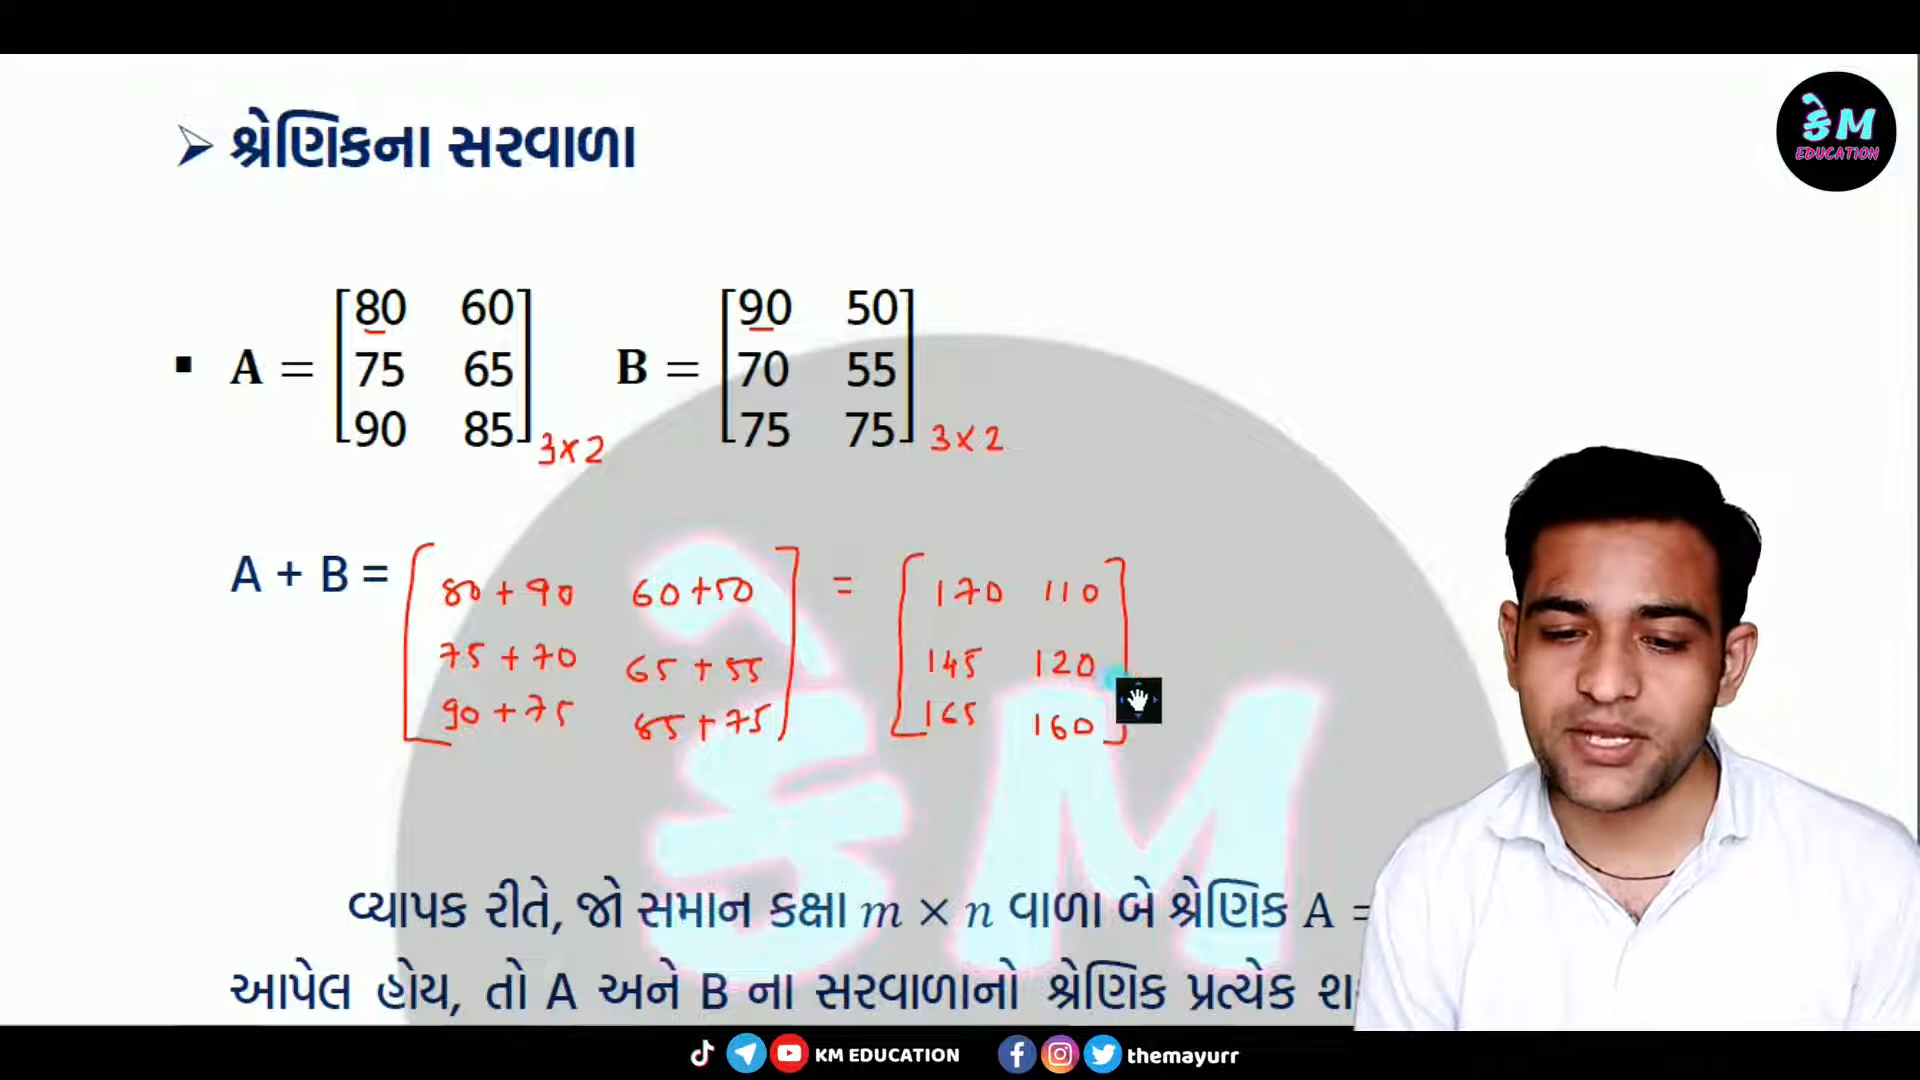 ➢ શ્રેણિકના સરવાળા
કેM
EDUCATION
▪ A = [80 60
75 65
90 85] 3×2 B = [90 50
70 55
75 75] 3×2
A + B = [80+90 60+50
75+70 65+55
90+75 85+75] = [170 110
145 120
165 160]
વ્યાપક રીતે, જો સમાન કક્ષા m × n વાળા બે શ્રેણિક A =
આપેલ હોય, તો A અને B ના સરવાળાનો શ્રેણિક પ્રત્યેક
કેM
KM EDUCATION themayurr